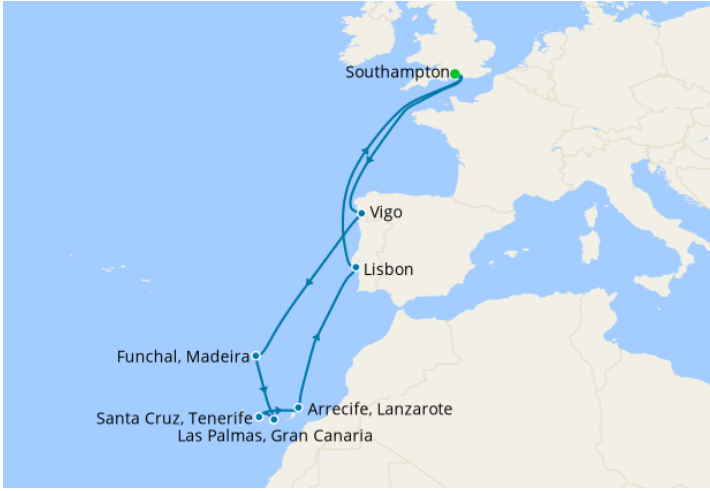 Southampton
Vigo
Lisbon
Funchal, Madeira
Arrecife, Lanzarote
Santa Cruz, Tenerife
Las Palmas, Gran Canaria